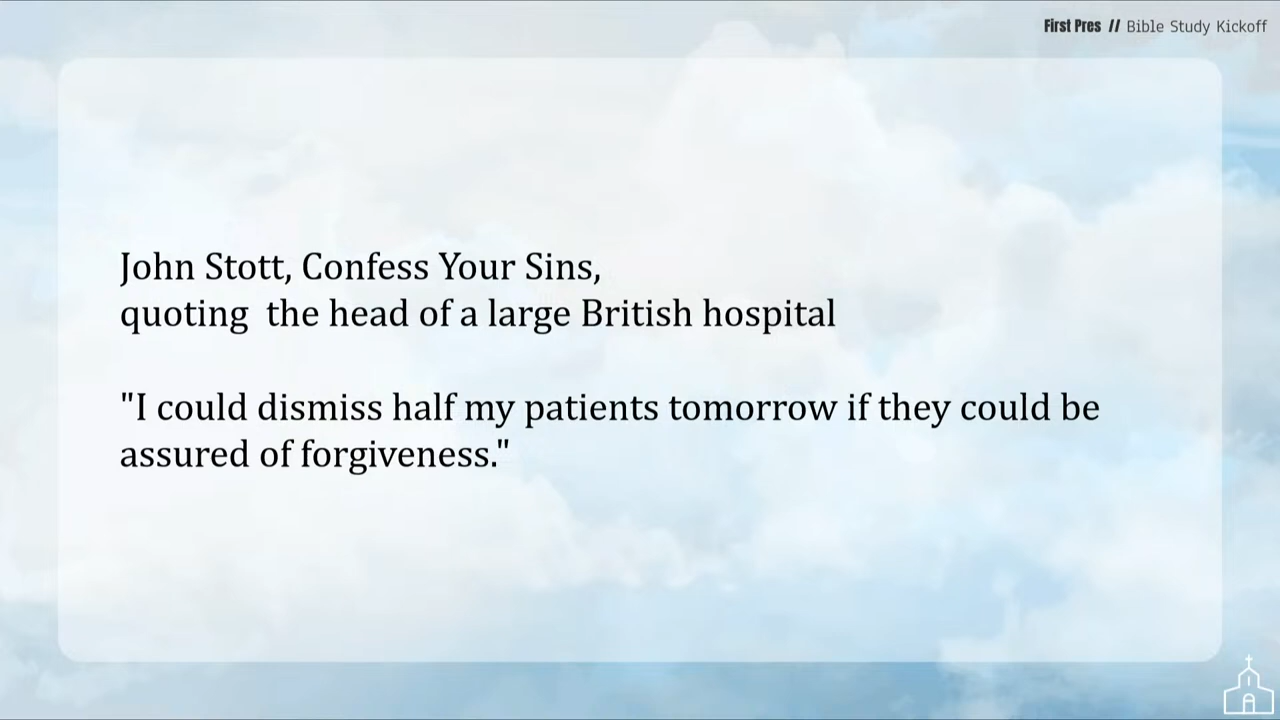 First Pres // Bible Study Kickoff
John Stott, Confess Your Sins,
quoting  the head of a large British hospital
"I could dismiss half my patients tomorrow if they could be
assured of forgiveness."